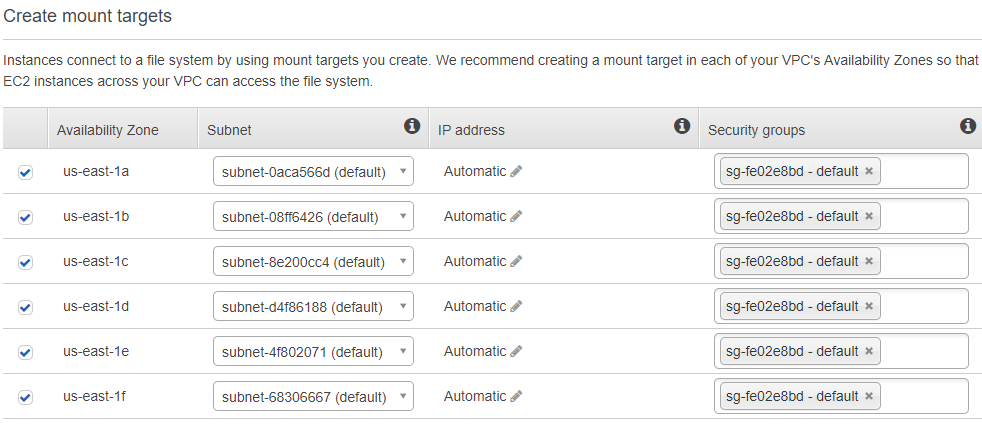 Create mount targets
Instances connect to a file system by using mount targets you create. We recommend creating a mount target in each of your VPC's Availability Zones so that
EC2 instances across your VPC can access the file system.
Availability Zone Subnet IP address Security groups
us-east-1a subnet-0aca566d (default) Automatic sg-fe02e8bd - default
us-east-1b subnet-08ff6426 (default) Automatic sg-fe02e8bd - default
us-east-1c subnet-8e200cc4 (default) Automatic sg-fe02e8bd - default
us-east-1d subnet-d4f86188 (default) Automatic sg-fe02e8bd - default
us-east-1e subnet-4f802071 (default) Automatic sg-fe02e8bd - default
us-east-1f subnet-68306667 (default) Automatic sg-fe02e8bd - default